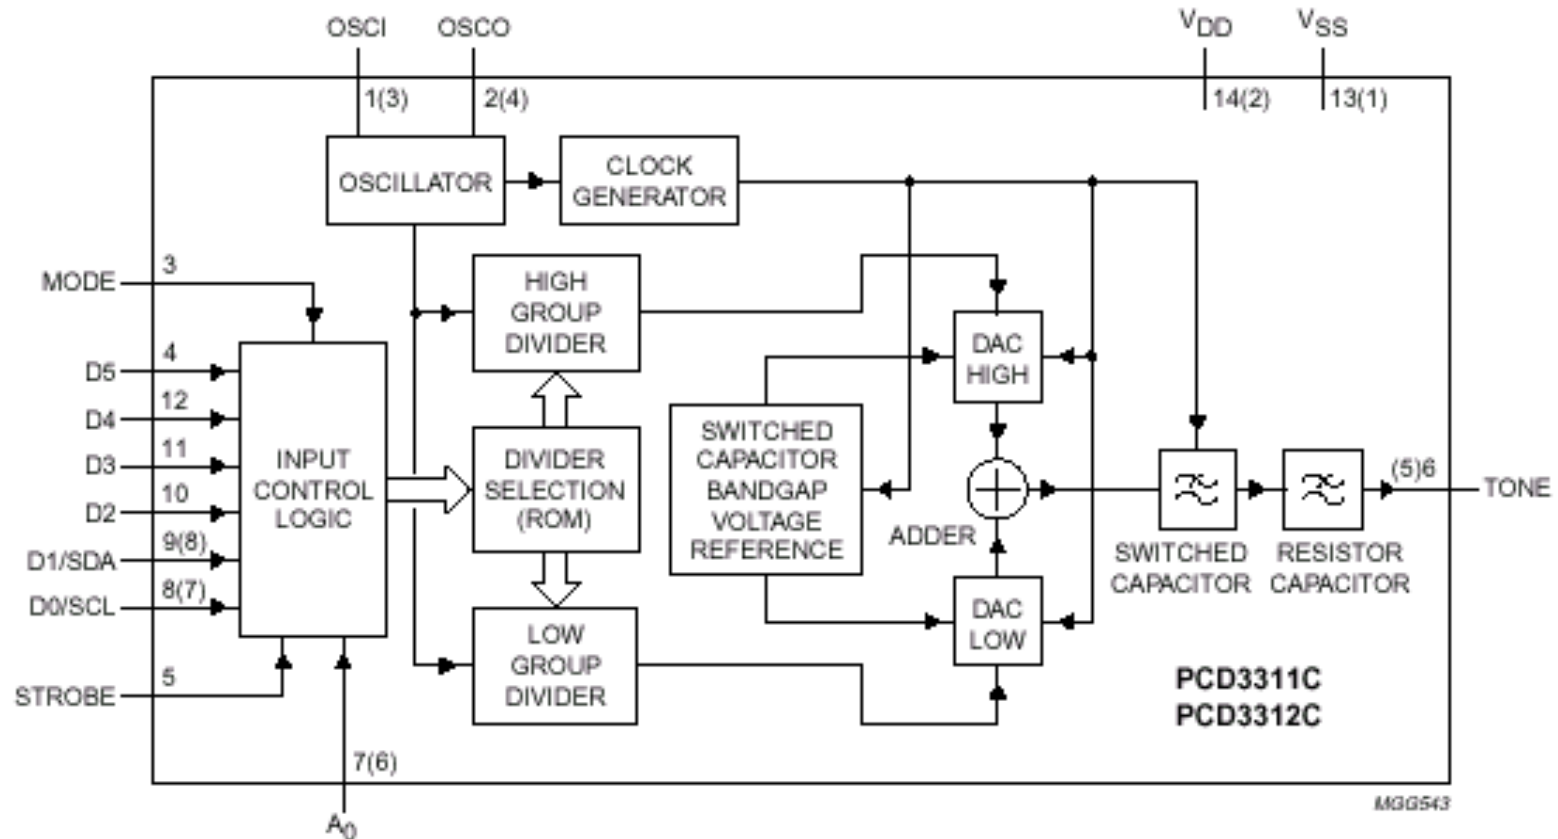 OSCI OSCO VDD VSS
1(3) 2(4) 14(2) 13(1)
OSCILLATOR
CLOCK
GENERATOR
MODE 3
HIGH
GROUP
DIVIDER
DAC
HIGH
D5 4
D4 12
D3 11
D2 10
D1/SDA 9(8)
D0/SCL 8(7)
INPUT
CONTROL
LOGIC
DIVIDER
SELECTION
(ROM)
SWITCHED
CAPACITOR
BANDGAP
VOLTAGE
REFERENCE
ADDER
(5)6 TONE
SWITCHED
CAPACITOR
RESISTOR
CAPACITOR
DAC
LOW
LOW
GROUP
DIVIDER
STROBE 5
PCD3311C
PCD3312C
7(6)
A0
MGG543